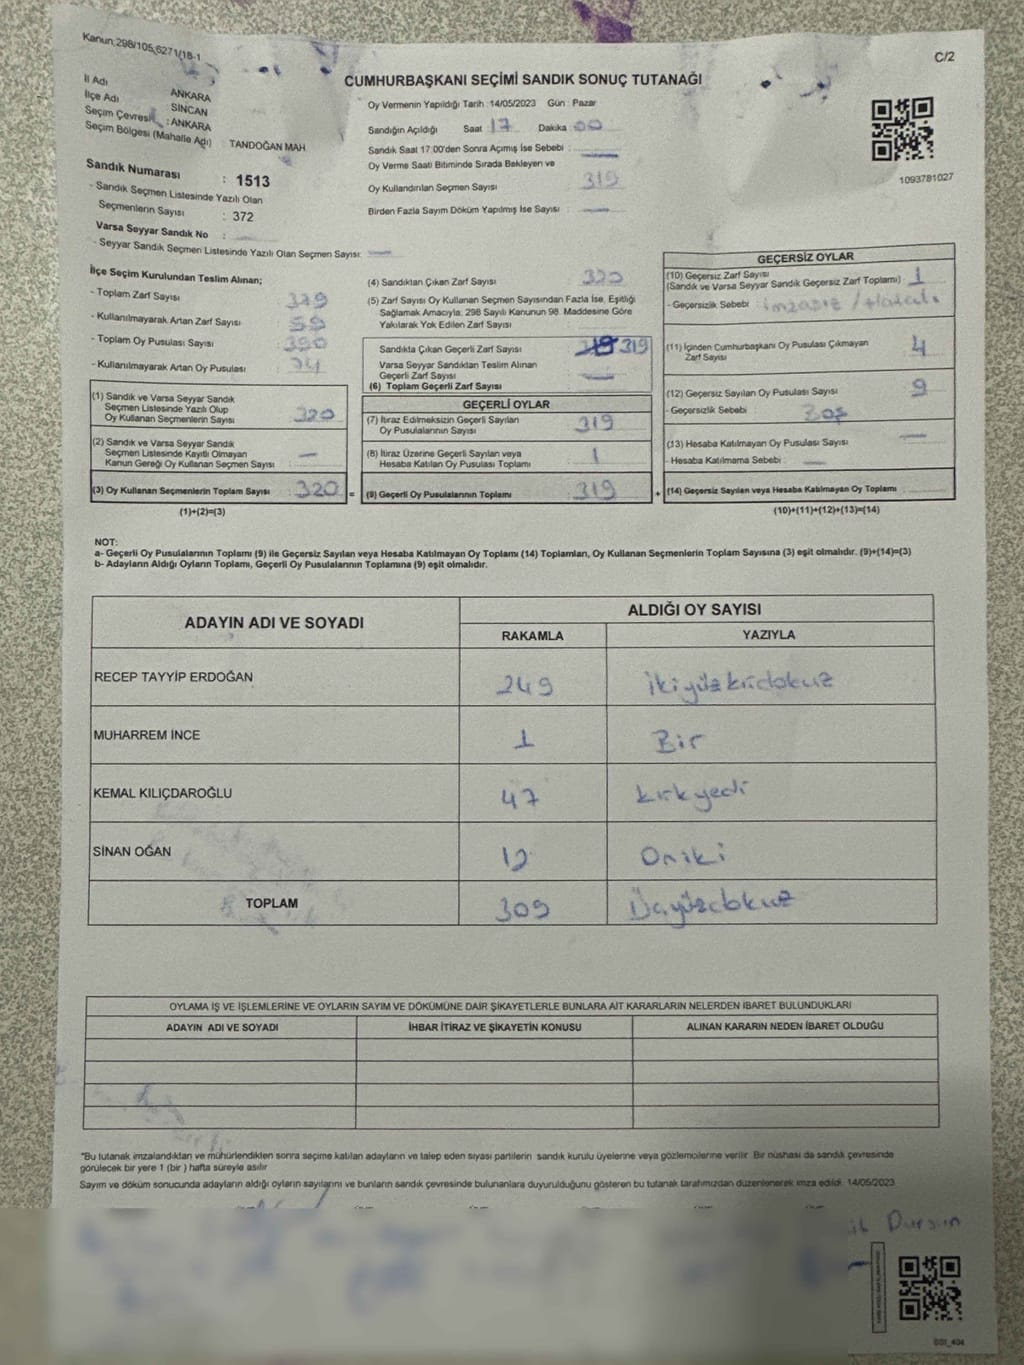 Kanun:298/105,6271/18-1
C/2
İl Adı ANKARA
İlçe Adı SİNCAN
Seçim Çevresi : ANKARA
Seçim Bölgesi (Mahalle Adı) TANDOĞAN MAH
Sandık Numarası : 1513
- Sandık Seçmen Listesinde Yazılı Olan
Seçmenlerin Sayısı : 372
Varsa Seyyar Sandık No :
- Seyyar Sandık Seçmen Listesinde Yazılı Olan Seçmen Sayısı:
CUMHURBAŞKANI SEÇİMİ SANDIK SONUÇ TUTANAĞI
Oy Vermenin Yapıldığı Tarih :14/05/2023 Gün : Pazar
Sandığın Açıldığı Saat 17 Dakika 00
Sandık Saat 17:00'den Sonra Açımış İse Sebebi :
Oy Verme Saati Bitiminde Sırada Bekleyen ve
Oy Kullandırılan Seçmen Sayısı : 319
Birden Fazla Sayım Döküm Yapılmış İse Sayısı :
1093781027
İlçe Seçim Kurulundan Teslim Alınan;
- Toplam Zarf Sayısı : 379
- Kullanılmayarak Artan Zarf Sayısı : 59
- Toplam Oy Pusulası Sayısı : 390
- Kullanılmayarak Artan Oy Pusulası :
(1) Sandık ve Varsa Seyyar Sandık
Seçmen Listesinde Yazılı Olup
Oy Kullanan Seçmenlerin Sayısı : 320
(2) Sandık ve Varsa Seyyar Sandık
Seçmen Listesinde Kayıtlı Olmayan
Kanun Gereği Oy Kullanan Seçmen Sayısı : —
(3) Oy Kullanan Seçmenlerin Toplam Sayısı : 320 =
(1)+(2)=(3)
(4) Sandıktan Çıkan Zarf Sayısı : 320
(5) Zarf Sayısı Oy Kullanan Seçmen Sayısından Fazla İse, Eşitliği
Sağlamak Amacıyla, 298 Sayılı Kanunun 98. Maddesine Göre
Yakılarak Yok Edilen Zarf Sayısı :
Sandıkta Çıkan Geçerli Zarf Sayısı : 319
Varsa Seyyar Sandıktan Teslim Alınan
Geçerli Zarf Sayısı :
(6) Toplam Geçerli Zarf Sayısı
GEÇERLİ OYLAR
(7) İtiraz Edilmeksizin Geçerli Sayılan
Oy Pusulalarının Sayısı : 319
(8) İtiraz Üzerine Geçerli Sayılan veya
Hesaba Katılan Oy Pusulası Toplamı : 1
(9) Geçerli Oy Pusulalarının Toplamı : 319 +
GEÇERSİZ OYLAR
(10) Geçersiz Zarf Sayısı
(Sandık ve Varsa Seyyar Sandık Geçersiz Zarf Toplamı) : 1
- Geçersizlik Sebebi : imzasız / Hatalı
(11) İçinden Cumhurbaşkanı Oy Pusulası Çıkmayan
Zarf Sayısı : 4
(12) Geçersiz Sayılan Oy Pusulası Sayısı : 9
- Geçersizlik Sebebi : Boş
(13) Hesaba Katılmayan Oy Pusulası Sayısı :
- Hesaba Katılmama Sebebi :
(14) Geçersiz Sayılan veya Hesaba Katılmayan Oy Toplamı :
(10)+(11)+(12)+(13)=(14)
NOT:
a- Geçerli Oy Pusulalarının Toplamı (9) ile Geçersiz Sayılan veya Hesaba Katılmayan Oy Toplamı (14) Toplamları, Oy Kullanan Seçmenlerin Toplam Sayısına (3) eşit olmalıdır. (9)+(14)=(3)
b- Adayların Aldığı Oyların Toplamı, Geçerli Oy Pusulalarının Toplamına (9) eşit olmalıdır.
ADAYIN ADI VE SOYADI ALDIĞI OY SAYISI
RAKAMLA YAZIYLA
RECEP TAYYİP ERDOĞAN 249 İkiyüzkırkdokuz
MUHARREM İNCE 1 Bir
KEMAL KILIÇDAROĞLU 47 kırkyedi
SİNAN OĞAN 12 Oniki
TOPLAM 309 Üçyüzdokuz
OYLAMA İŞ VE İŞLEMLERİNE VE OYLARIN SAYIM VE DÖKÜMÜNE DAİR ŞİKAYETLERLE BUNLARA AİT KARARLARIN NELERDEN İBARET BULUNDUKLARI
ADAYIN ADI VE SOYADI İHBAR İTİRAZ VE ŞİKAYETİN KONUSU ALINAN KARARIN NEDEN İBARET OLDUĞU
*Bu tutanak imzalandıktan ve mühürlendikten sonra seçime katılan adayların ve talep eden siyasi partilerin sandık kurulu üyelerine veya gözlemcilerine verilir. Bir nüshası da sandık çevresinde
görülecek bir yere 1 (bir ) hafta süreyle asılır
Sayım ve döküm sonucunda adayların aldığı oyların sayılarını ve bunların sandık çevresinde bulunanlara duyurulduğunu gösteren bu tutanak tarafımızdan düzenlenerek imza edildi. 14/05/2023
Dursun